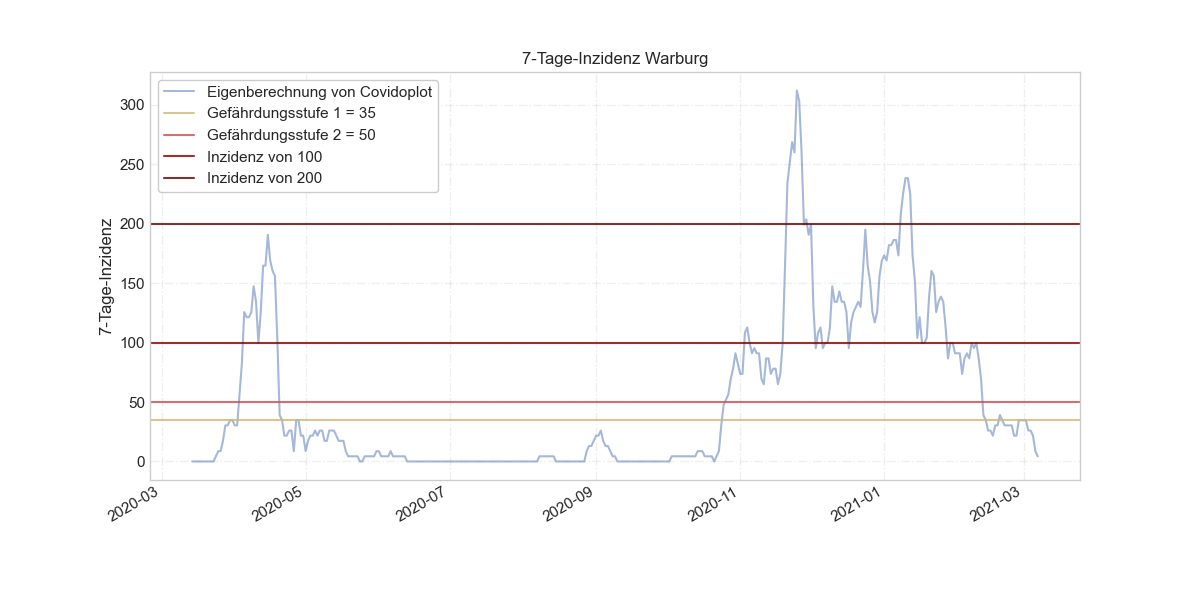 7-Tage-Inzidenz Warburg
Eigenberechnung von Covidoplot
Gefährdungsstufe 1 = 35
Gefährdungsstufe 2 = 50
Inzidenz von 100
Inzidenz von 200
7-Tage-Inzidenz
300
250
200
150
100
50
0
2020-03
2020-05
2020-07
2020-09
2020-11
2021-01
2021-03